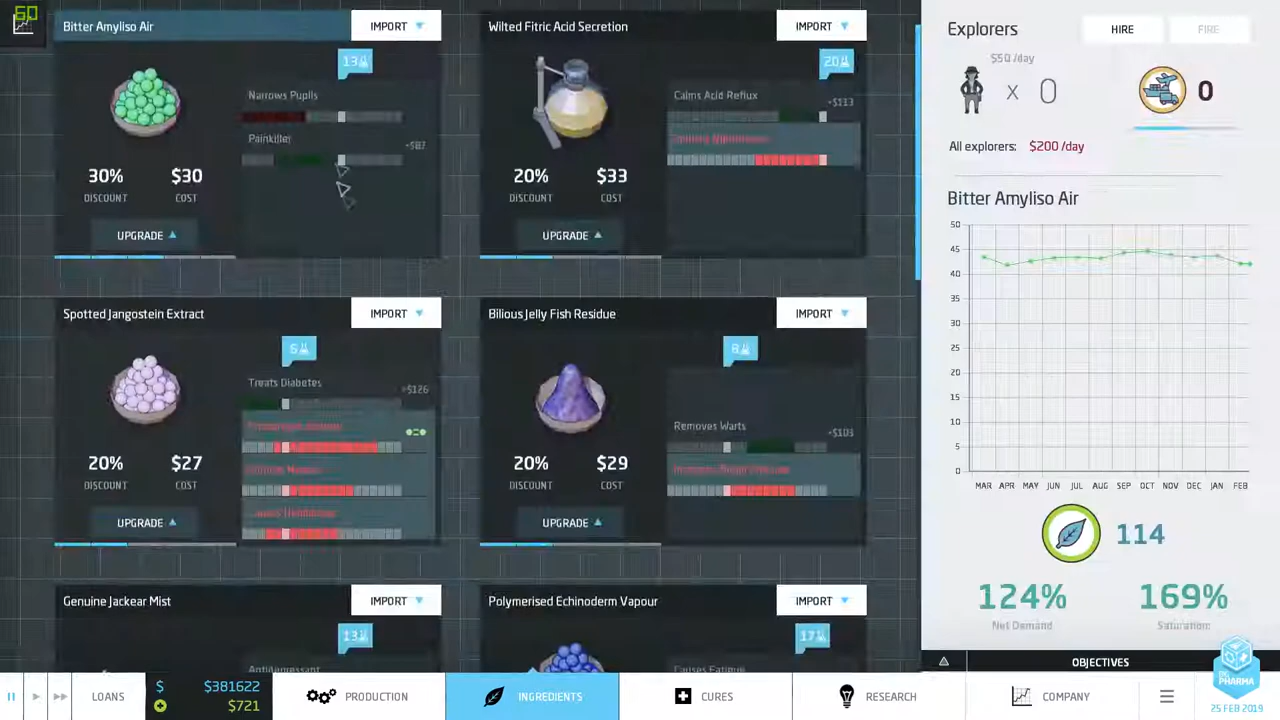 60
Bitter Amyliso Air
IMPORT
13
Narrows Pupils
Painkiller
+$87
30%
$30
DISCOUNT
COST
UPGRADE
Wilted Fitric Acid Secretion
IMPORT
20
Calms Acid Reflux
+$113
20%
$33
DISCOUNT
COST
UPGRADE
Spotted Jangostein Extract
IMPORT
6
Treats Diabetes
+$126
20%
$27
DISCOUNT
COST
UPGRADE
Bilious Jelly Fish Residue
IMPORT
8
Removes Warts
+$103
20%
$29
DISCOUNT
COST
UPGRADE
Genuine Jackear Mist
IMPORT
13
Antidepressant
Polymerised Echinoderm Vapour
IMPORT
17
Causes Fatigue
Explorers
HIRE
FIRE
$50 /day
X 0
0
All explorers: $200 /day
Bitter Amyliso Air
50
45
40
35
30
25
20
15
10
5
0
MAR APR MAY JUN JUL AUG SEP OCT NOV DEC JAN FEB
114
124%
169%
Net Demand
Saturation:
OBJECTIVES
LOANS
$ $381622
$721
PRODUCTION
INGREDIENTS
CURES
RESEARCH
COMPANY
BIG PHARMA
25 FEB 2019